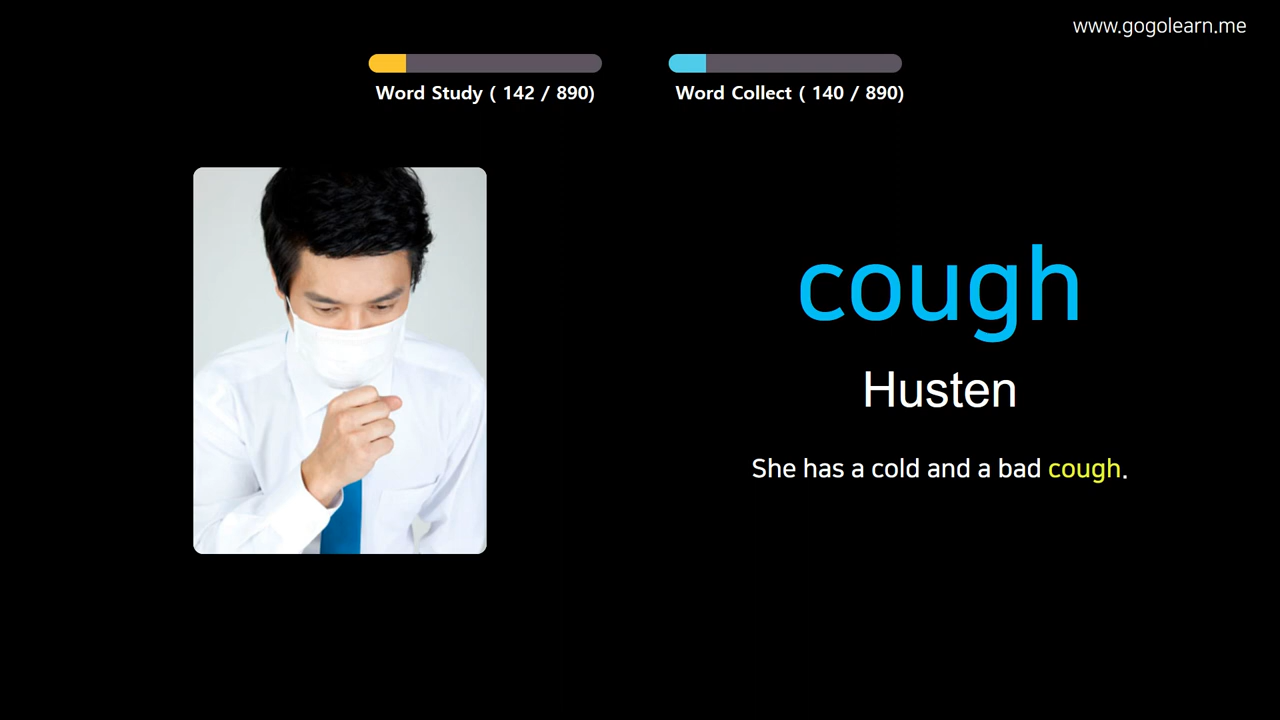 www.gogolearn.me
Word Study ( 142 / 890)
Word Collect ( 140 / 890)
cough
Husten
She has a cold and a bad cough.